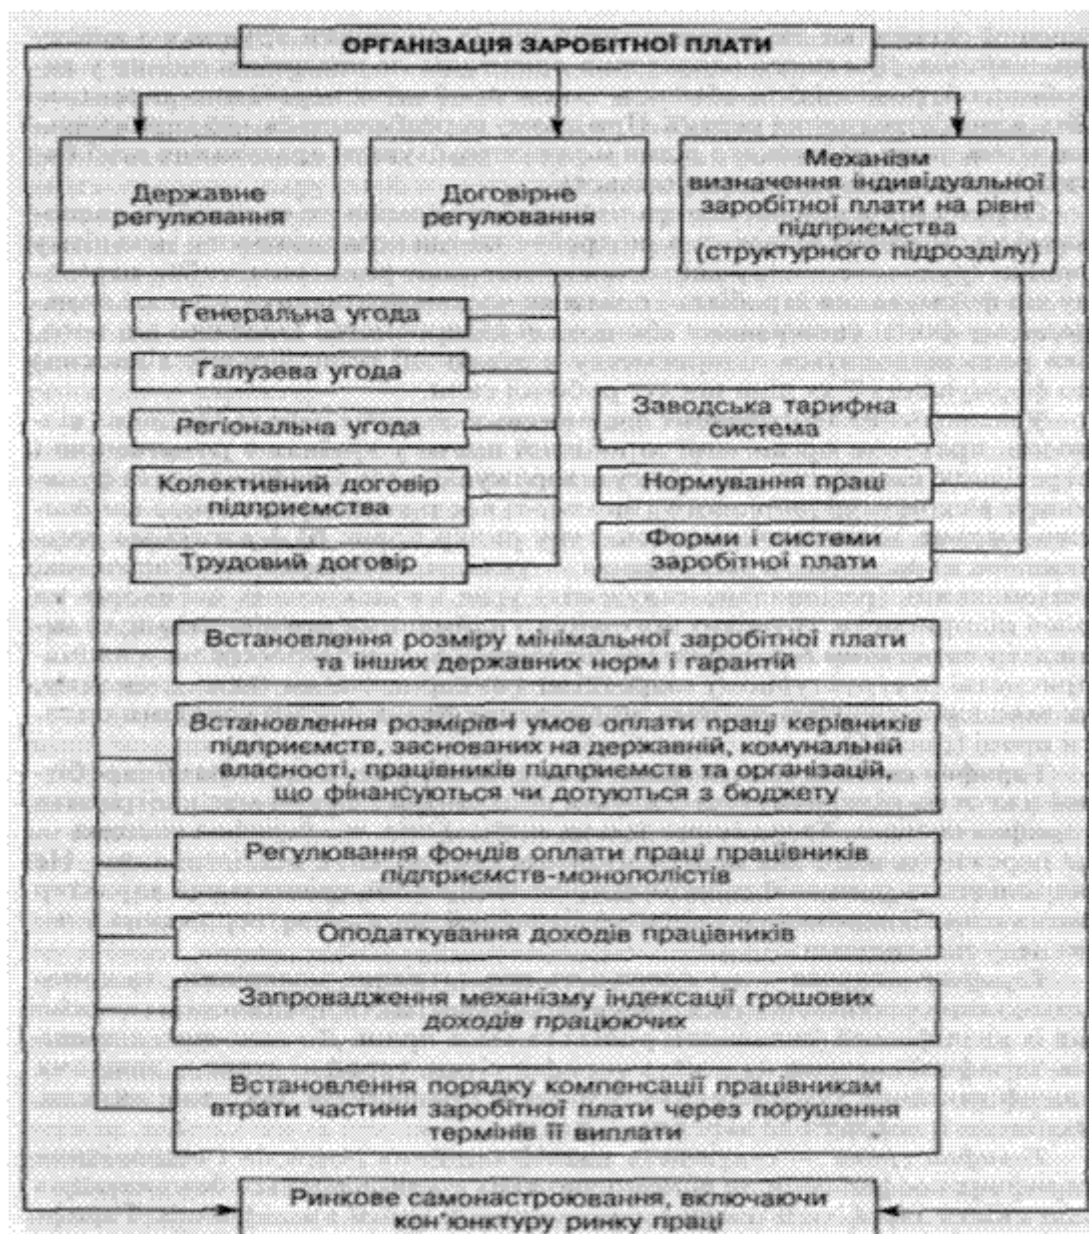 ОРГАНІЗАЦІЯ ЗАРОБІТНОЇ ПЛАТИ
Державне
регулювання
Договірне
регулювання
Механізм
визначення індивідуальної
заробітної плати на рівні
підприємства
(структурного підрозділу)
Генеральна угода
Галузева угода
Регіональна угода
Колективний договір
підприємства
Трудовий договір
Заводська тарифна
система
Нормування праці
Форми і системи
заробітної плати
Встановлення розміру мінімальної заробітної плати
та інших державних норм і гарантій
Встановлення розмірів і умов оплати праці керівників
підприємств, заснованих на державній, комунальній
власності, працівників підприємств та організацій,
що фінансуються чи дотуються з бюджету
Регулювання фондів оплати праці працівників
підприємств-монополістів
Оподаткування доходів працівників
Запровадження механізму індексації грошових
доходів працюючих
Встановлення порядку компенсації працівникам
втрати частини заробітної плати через порушення
термінів її виплати
Ринкове самонастроювання, включаючи
кон'юнктуру ринку праці